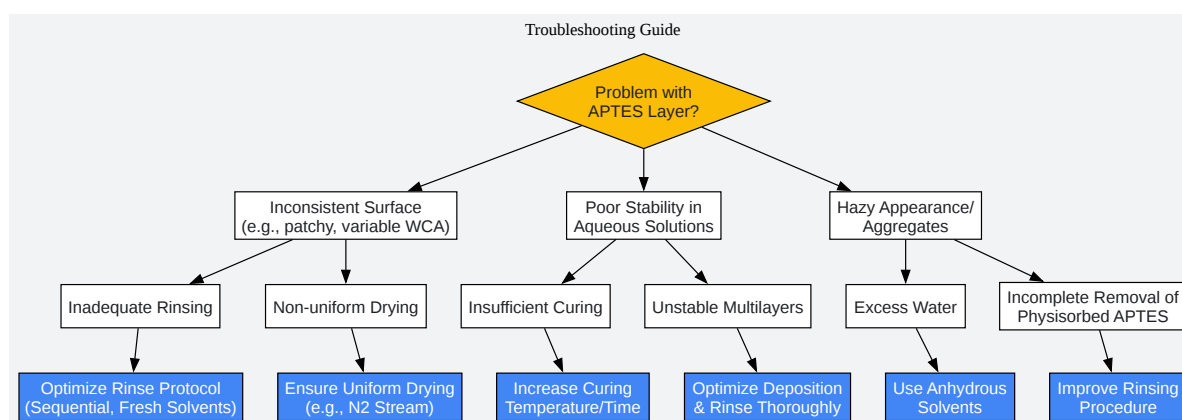 Troubleshooting Guide
Problem with
APTES Layer?
Inconsistent Surface
(e.g., patchy, variable WCA)
Poor Stability in
Aqueous Solutions
Hazy Appearance/
Aggregates
Inadequate Rinsing
Non-uniform Drying
Insufficient Curing
Unstable Multilayers
Excess Water
Incomplete Removal of
Physisorbed APTES
Optimize Rinse Protocol
(Sequential, Fresh Solvents)
Ensure Uniform Drying
(e.g., N2 Stream)
Increase Curing
Temperature/Time
Optimize Deposition
& Rinse Thoroughly
Use Anhydrous
Solvents
Improve Rinsing
Procedure